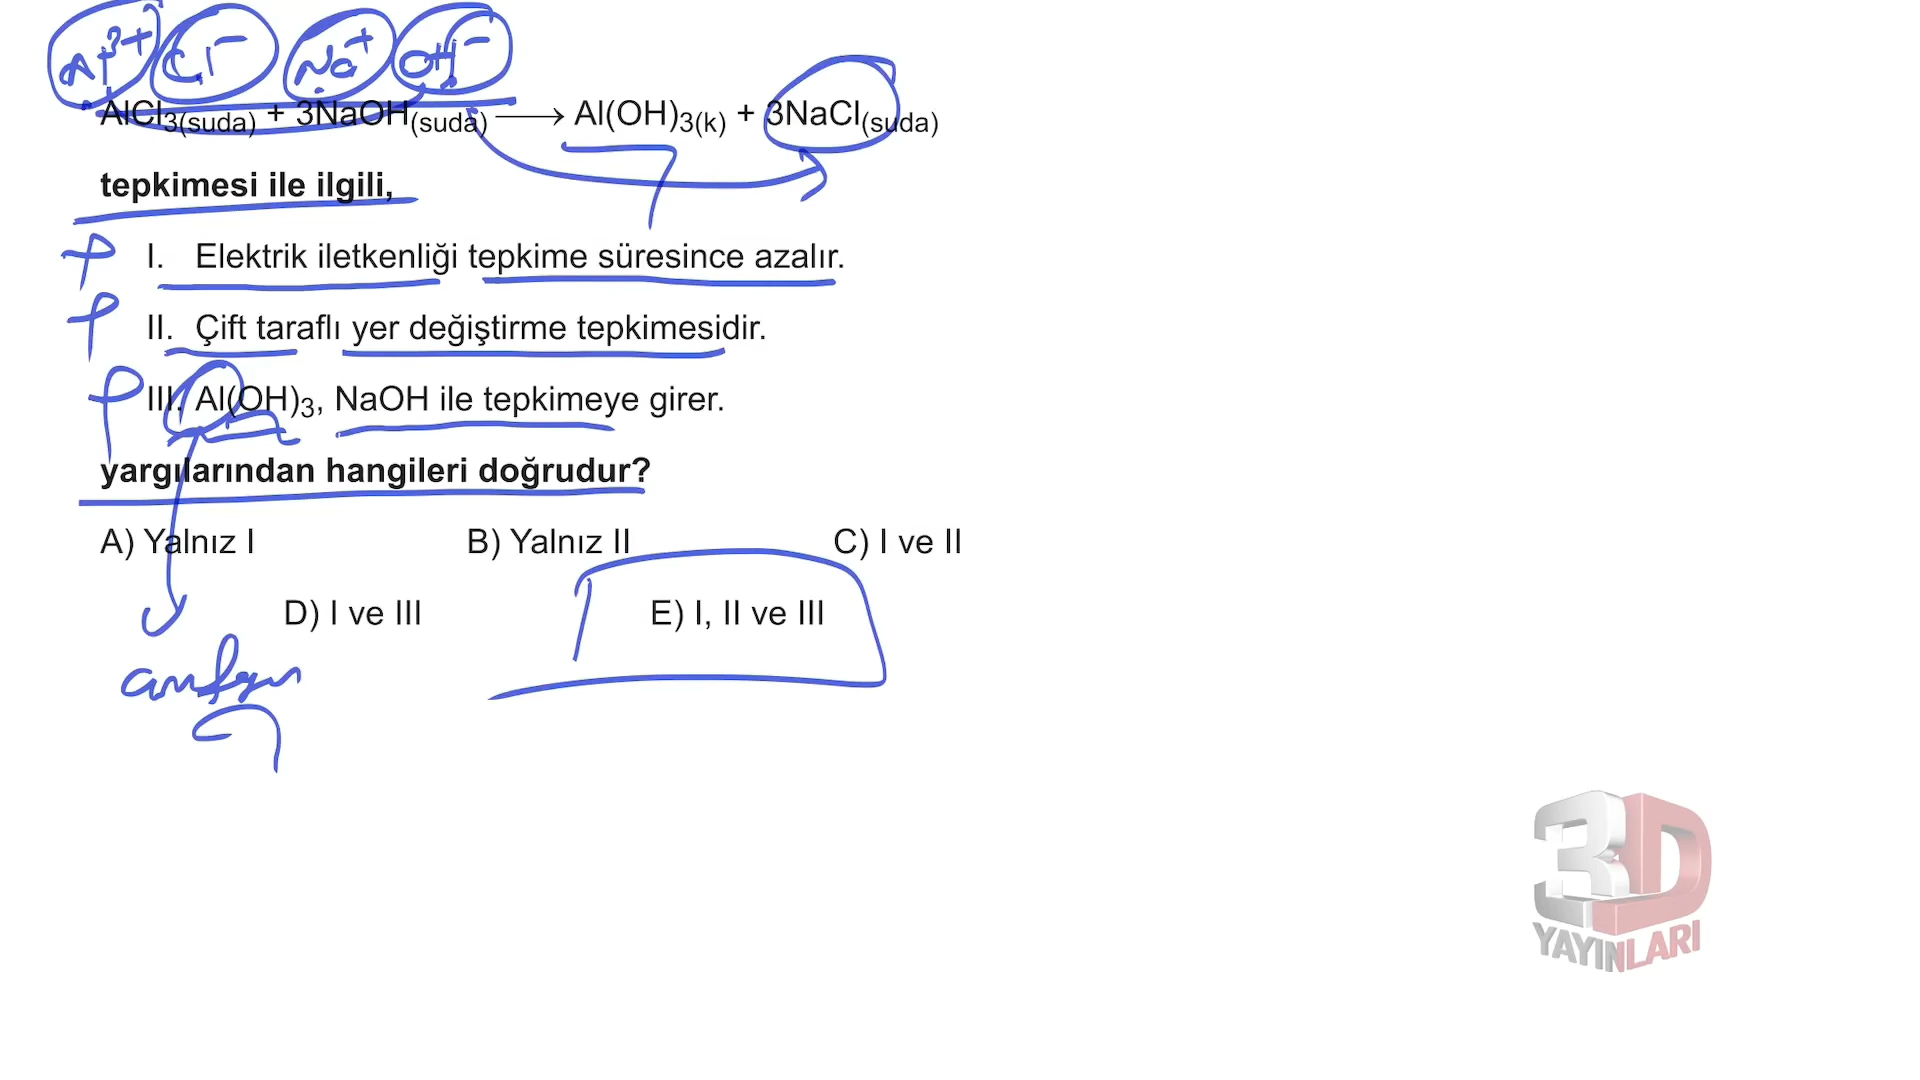 Al³⁺ Cl⁻ Na⁺ OH⁻
AlCl₃(suda) + 3NaOH(suda) ⟶ Al(OH)₃(k) + 3NaCl(suda)
tepkimesi ile ilgili,
I. Elektrik iletkenliği tepkime süresince azalır.
II. Çift taraflı yer değiştirme tepkimesidir.
III. Al(OH)₃, NaOH ile tepkimeye girer.
yargılarından hangileri doğrudur?
A) Yalnız I B) Yalnız II C) I ve II
D) I ve III E) I, II ve III
3D
YAYINLARI